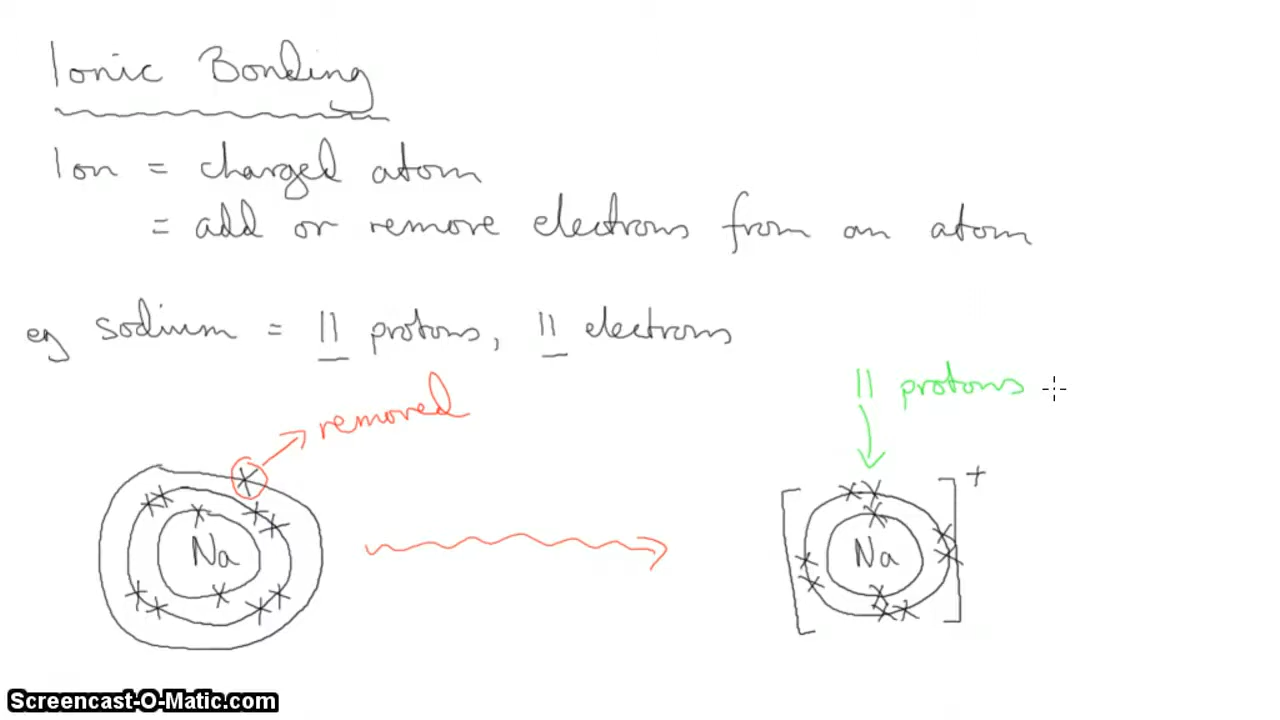 Ionic Bonding
Ion = charged atom
= add or remove electrons from an atom
eg sodium = 11 protons, 11 electrons
removed
11 protons
Na
[Na]+
Screencast-O-Matic.com